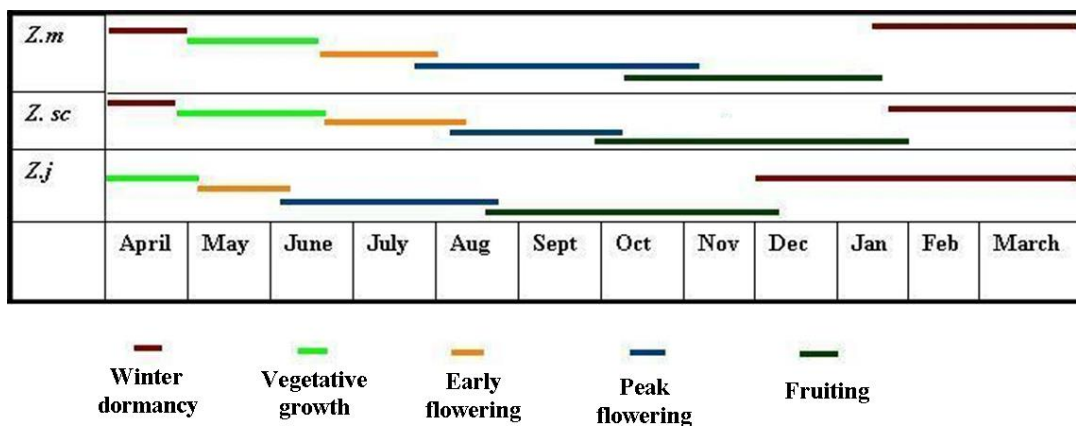 Z.m
Z. sc
Z.j
April May June July Aug Sept Oct Nov Dec Jan Feb March
Winter dormancy
Vegetative growth
Early flowering
Peak flowering
Fruiting